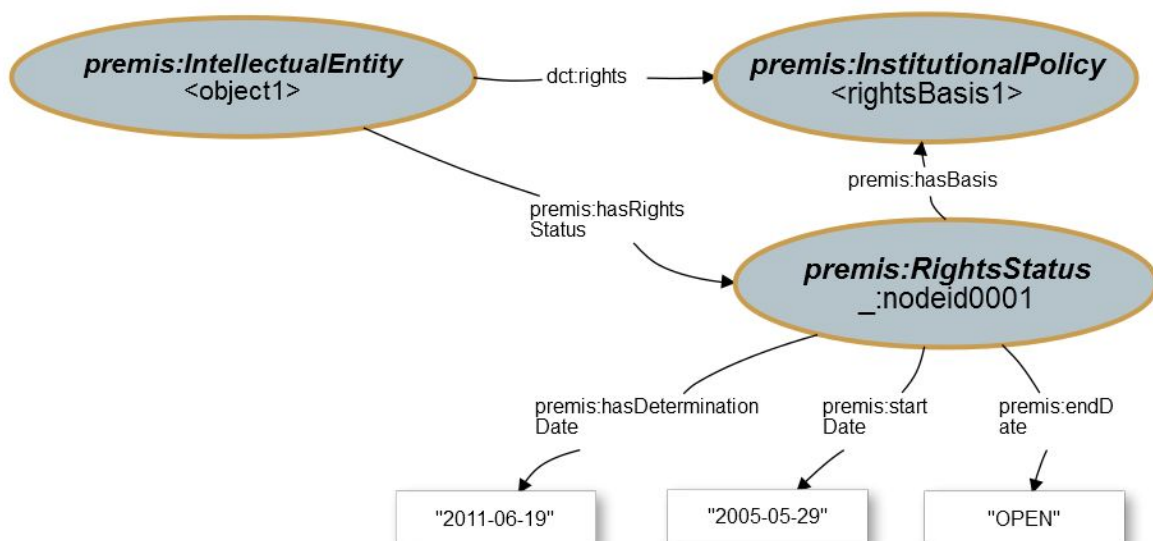 premis:IntellectualEntity
<object1>
dct:rights
premis:InstitutionalPolicy
<rightsBasis1>
premis:hasBasis
premis:hasRights
Status
premis:RightsStatus
_:nodeid0001
premis:hasDetermination
Date
premis:start
Date
premis:endD
ate
"2011-06-19"
"2005-05-29"
"OPEN"